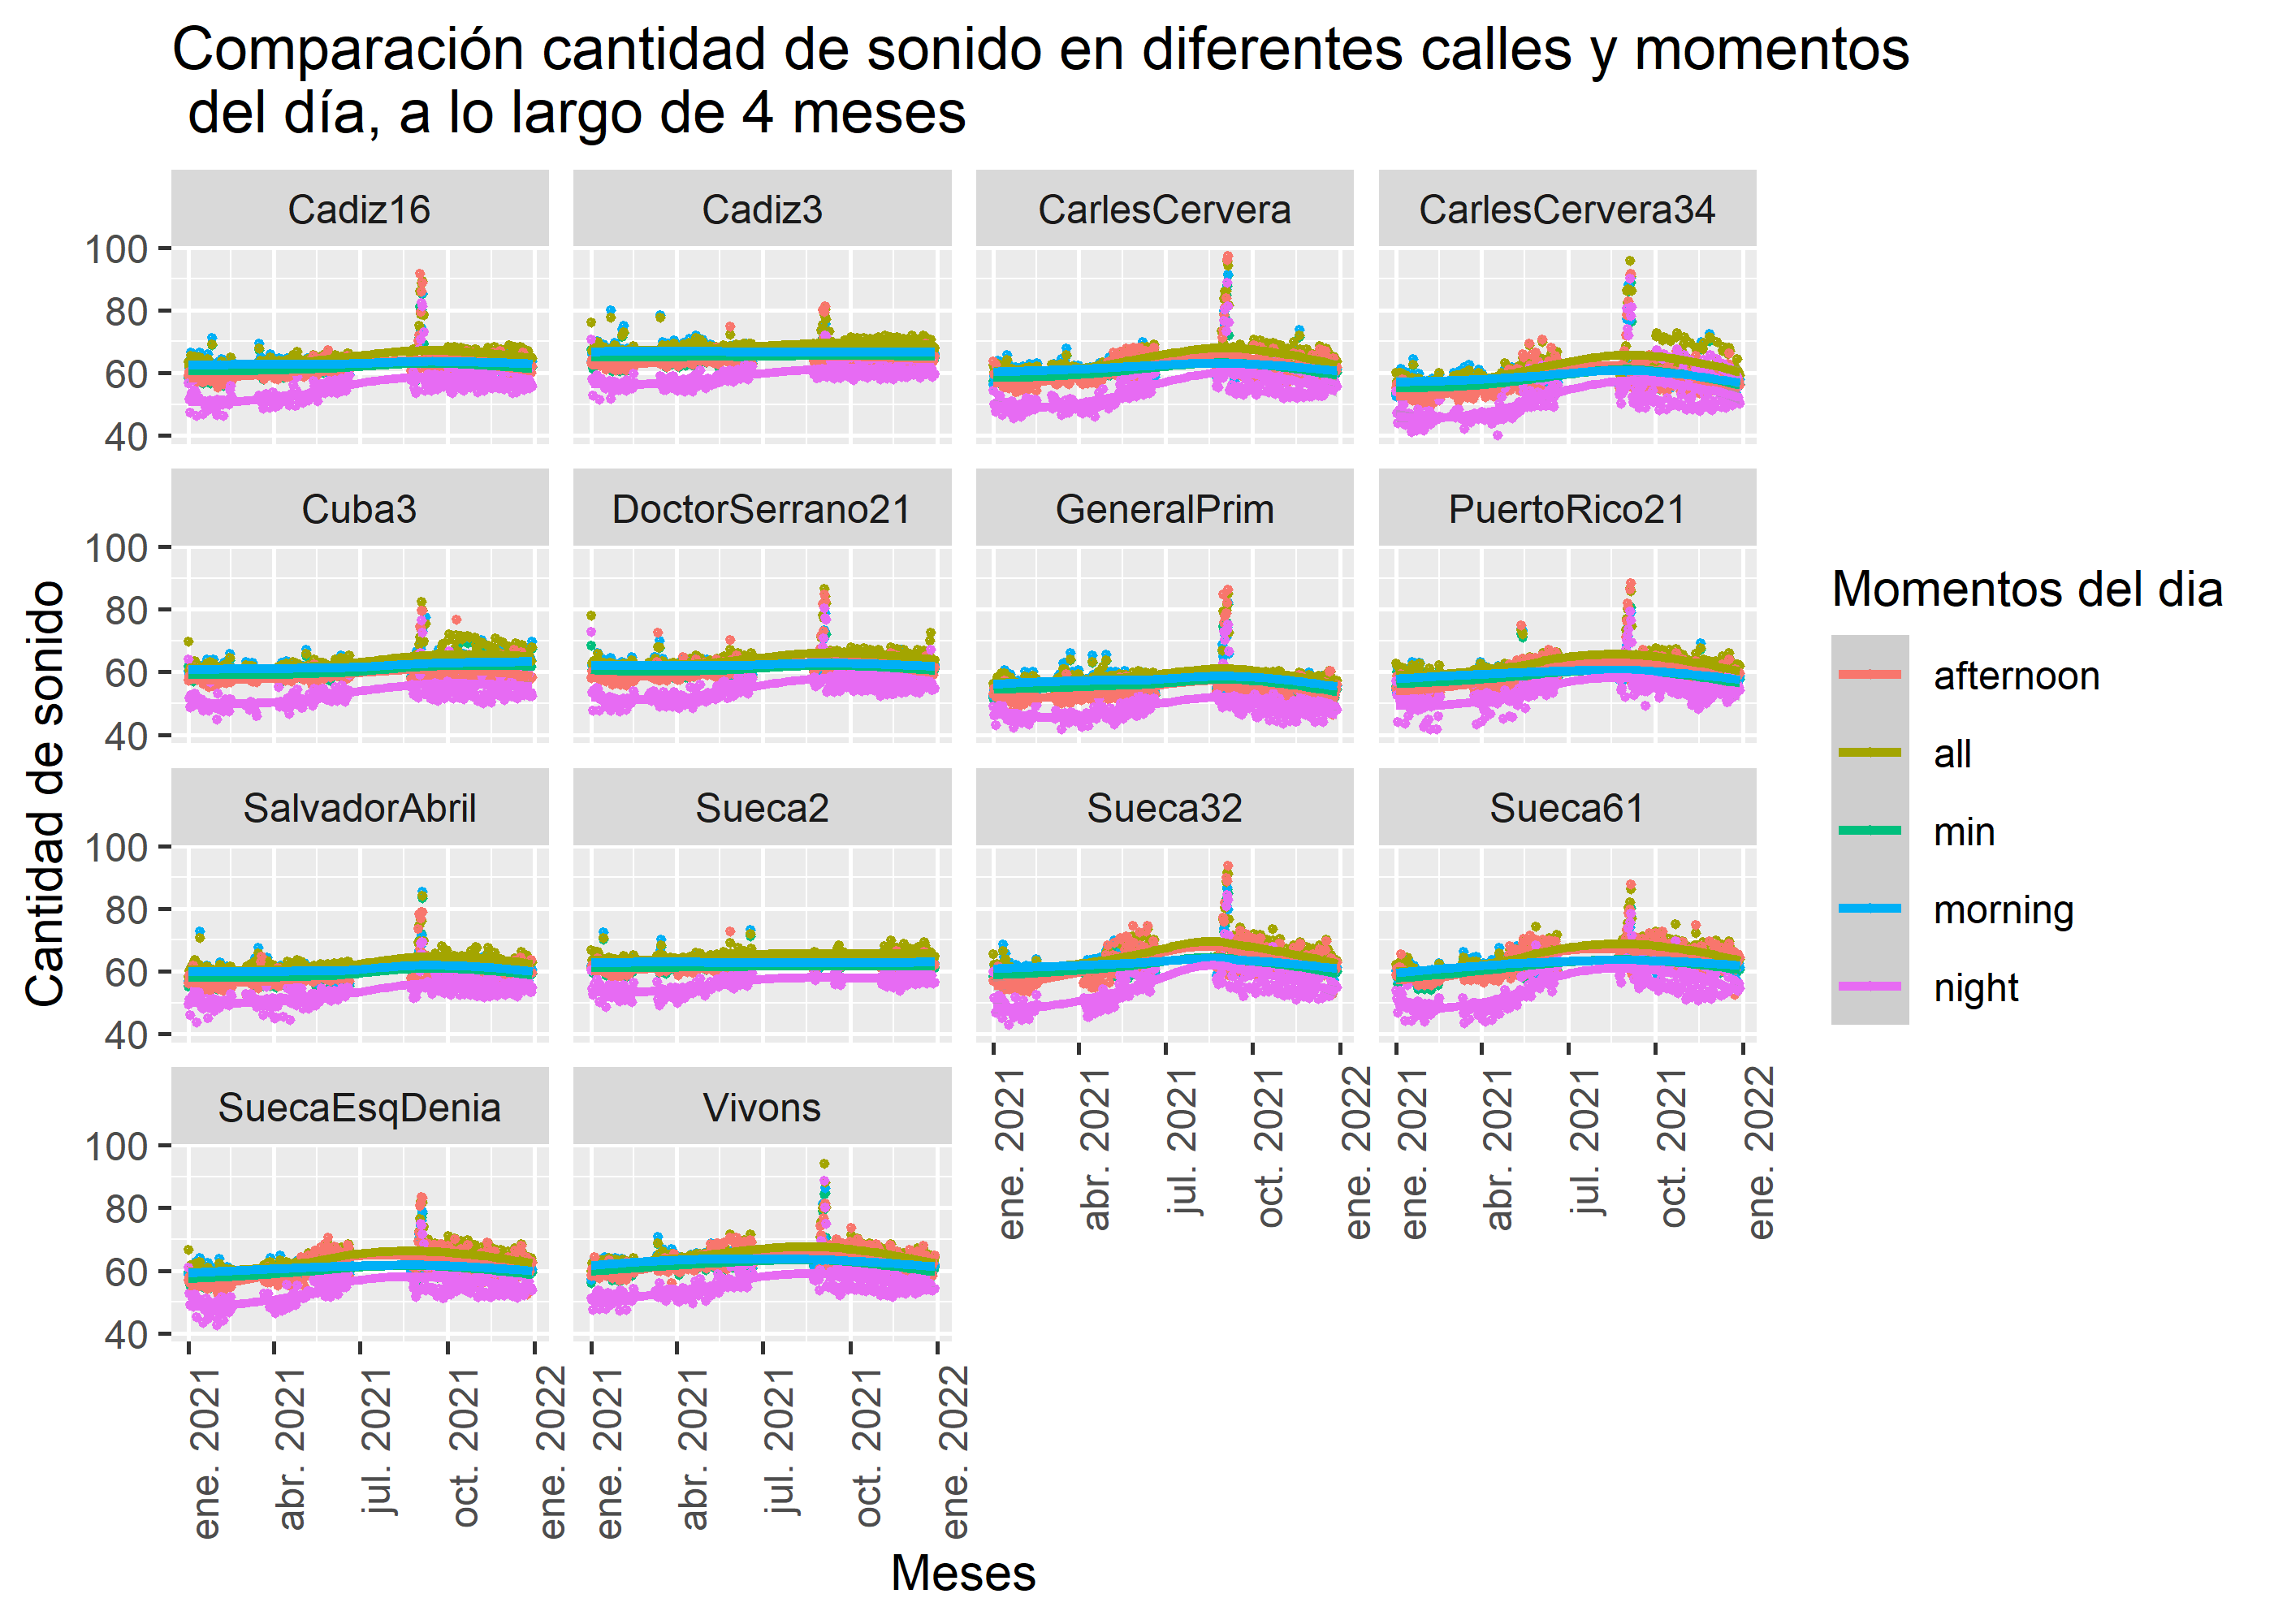 Comparación cantidad de sonido en diferentes calles y momentos
del día, a lo largo de 4 meses
Cadiz16 Cadiz3 CarlesCervera CarlesCervera34
100
80
60
40
Cuba3 DoctorSerrano21 GeneralPrim PuertoRico21
100
80
60
40
SalvadorAbril Sueca2 Sueca32 Sueca61
100
80
60
40
ene. 2021 abr. 2021 jul. 2021 oct. 2021 ene. 2022 ene. 2021 abr. 2021 jul. 2021 oct. 2021 ene. 2022
SuecaEsqDenia Vivons
100
80
60
40
ene. 2021 abr. 2021 jul. 2021 oct. 2021 ene. 2022 ene. 2021 abr. 2021 jul. 2021 oct. 2021 ene. 2022
Meses
Cantidad de sonido
Momentos del dia
afternoon
all
min
morning
night